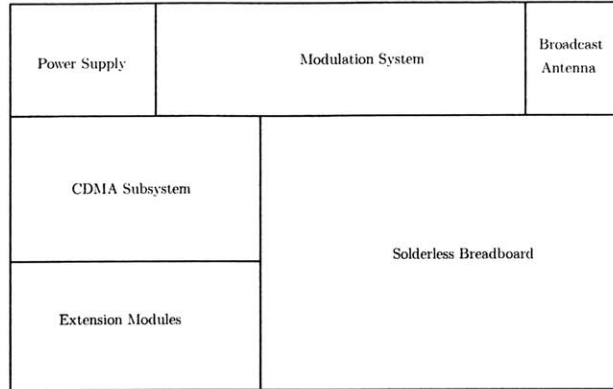 Power Supply
Modulation System
Broadcast
Antenna
CDMA Subsystem
Solderless Breadboard
Extension Modules